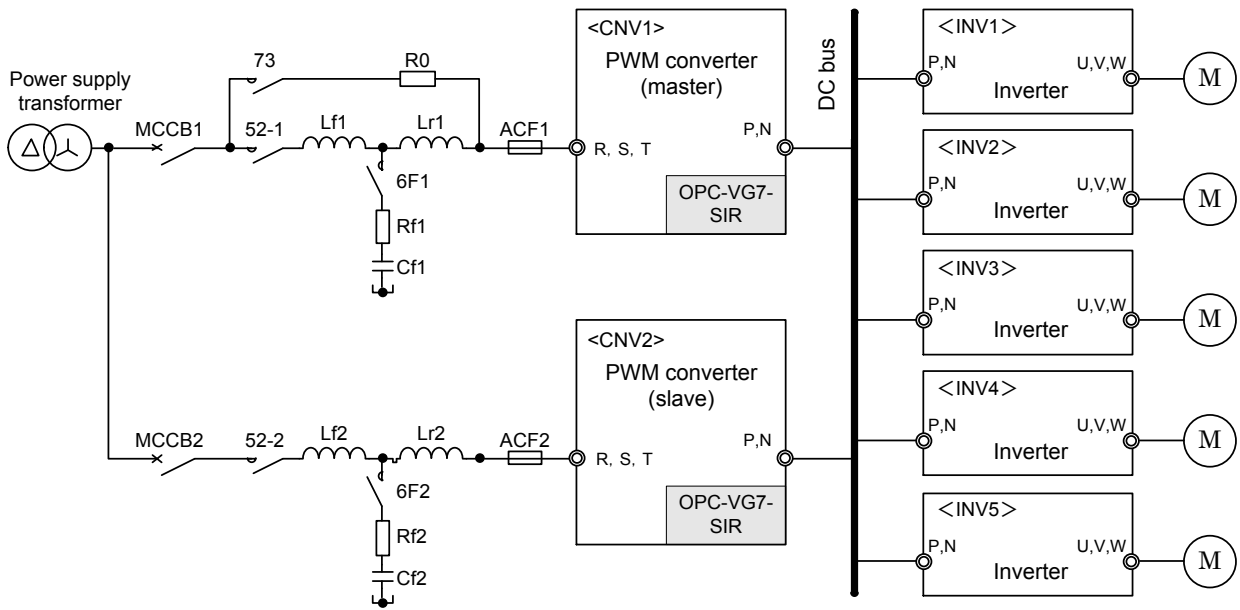 Power supply
transformer
MCCB1
73
R0
52-1
Lf1
Lr1
ACF1
6F1
Rf1
Cf1
<CNV1>
PWM converter
(master)
R, S, T
P,N
OPC-VG7-
SIR
MCCB2
52-2
Lf2
Lr2
ACF2
6F2
Rf2
Cf2
<CNV2>
PWM converter
(slave)
R, S, T
P,N
OPC-VG7-
SIR
DC bus
<INV1>
P,N
U,V,W
Inverter
M
<INV2>
P,N
U,V,W
Inverter
M
<INV3>
P,N
U,V,W
Inverter
M
<INV4>
P,N
U,V,W
Inverter
M
<INV5>
P,N
U,V,W
Inverter
M